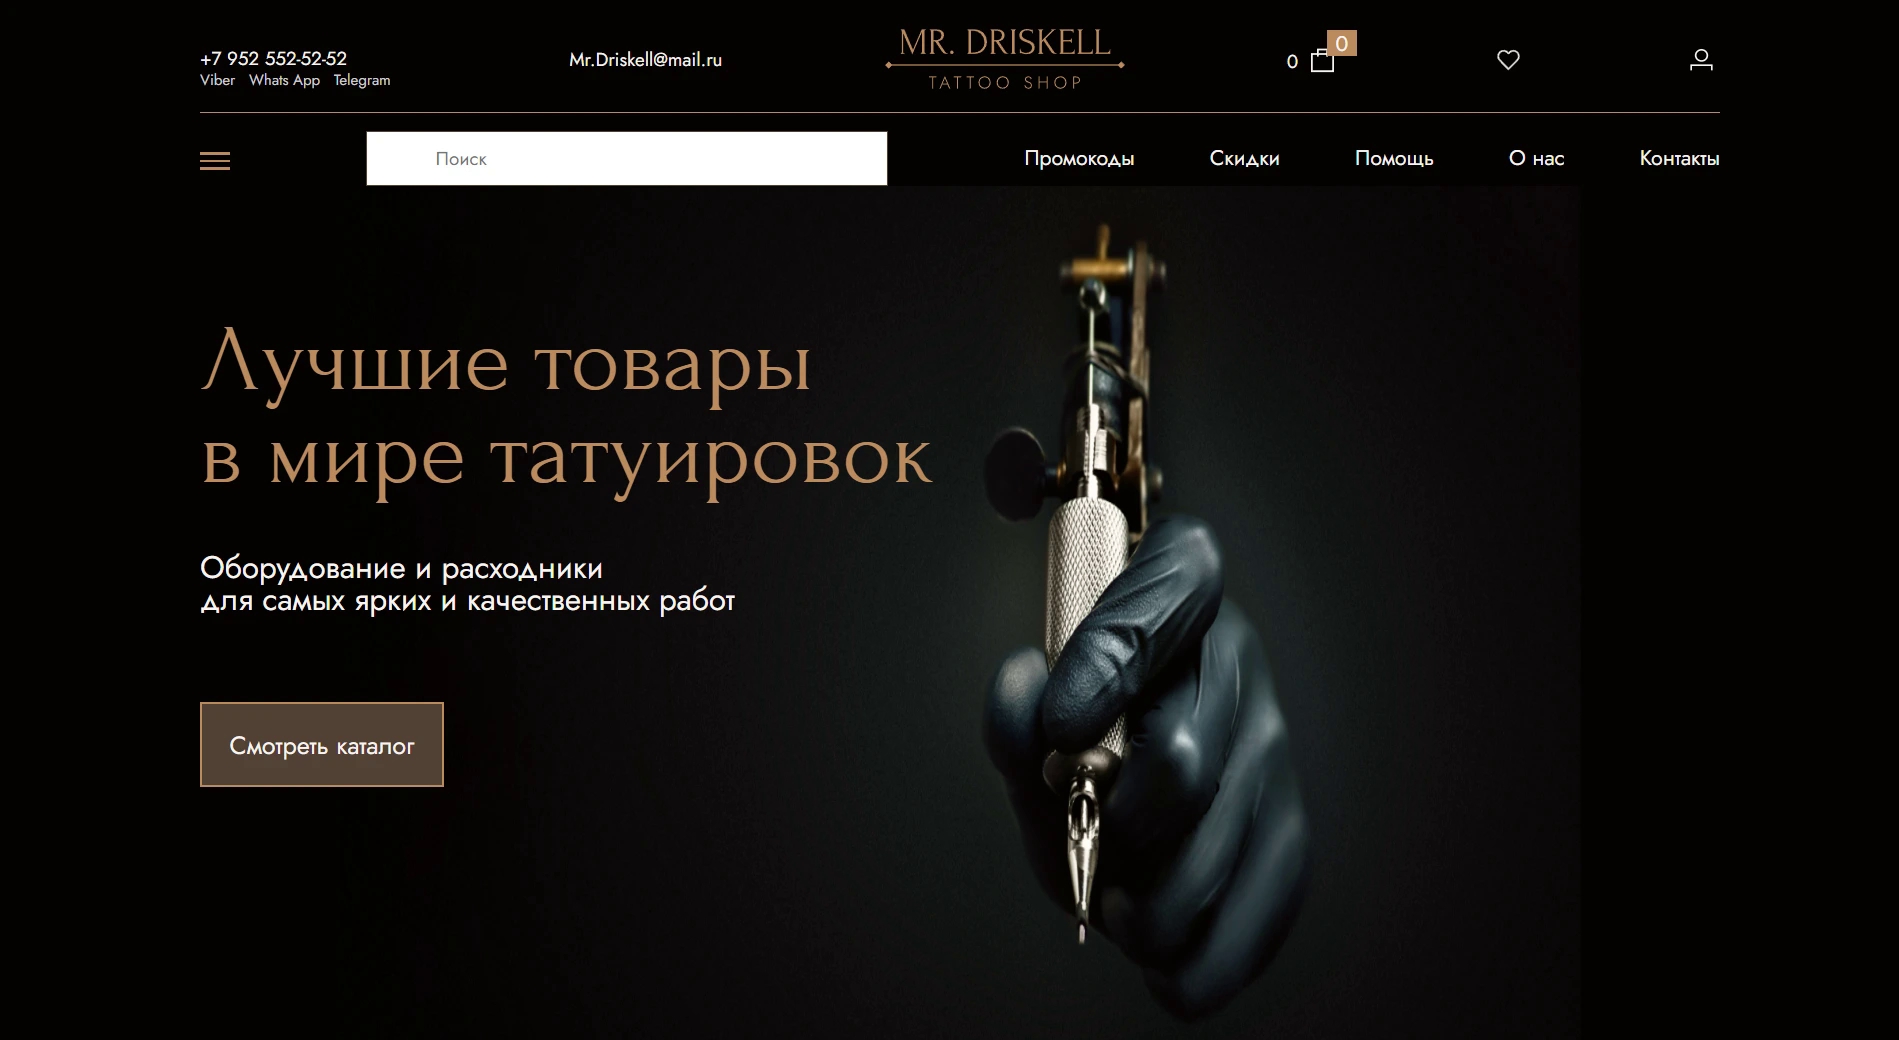 +7 952 552-52-52
Viber Whats App Telegram
Mr.Driskell@mail.ru
MR. DRISKELL
TATTOO SHOP
0
0
Поиск
Промокоды Скидки Помощь О нас Контакты
Лучшие товары
в мире татуировок
Оборудование и расходники
для самых ярких и качественных работ
Смотреть каталог